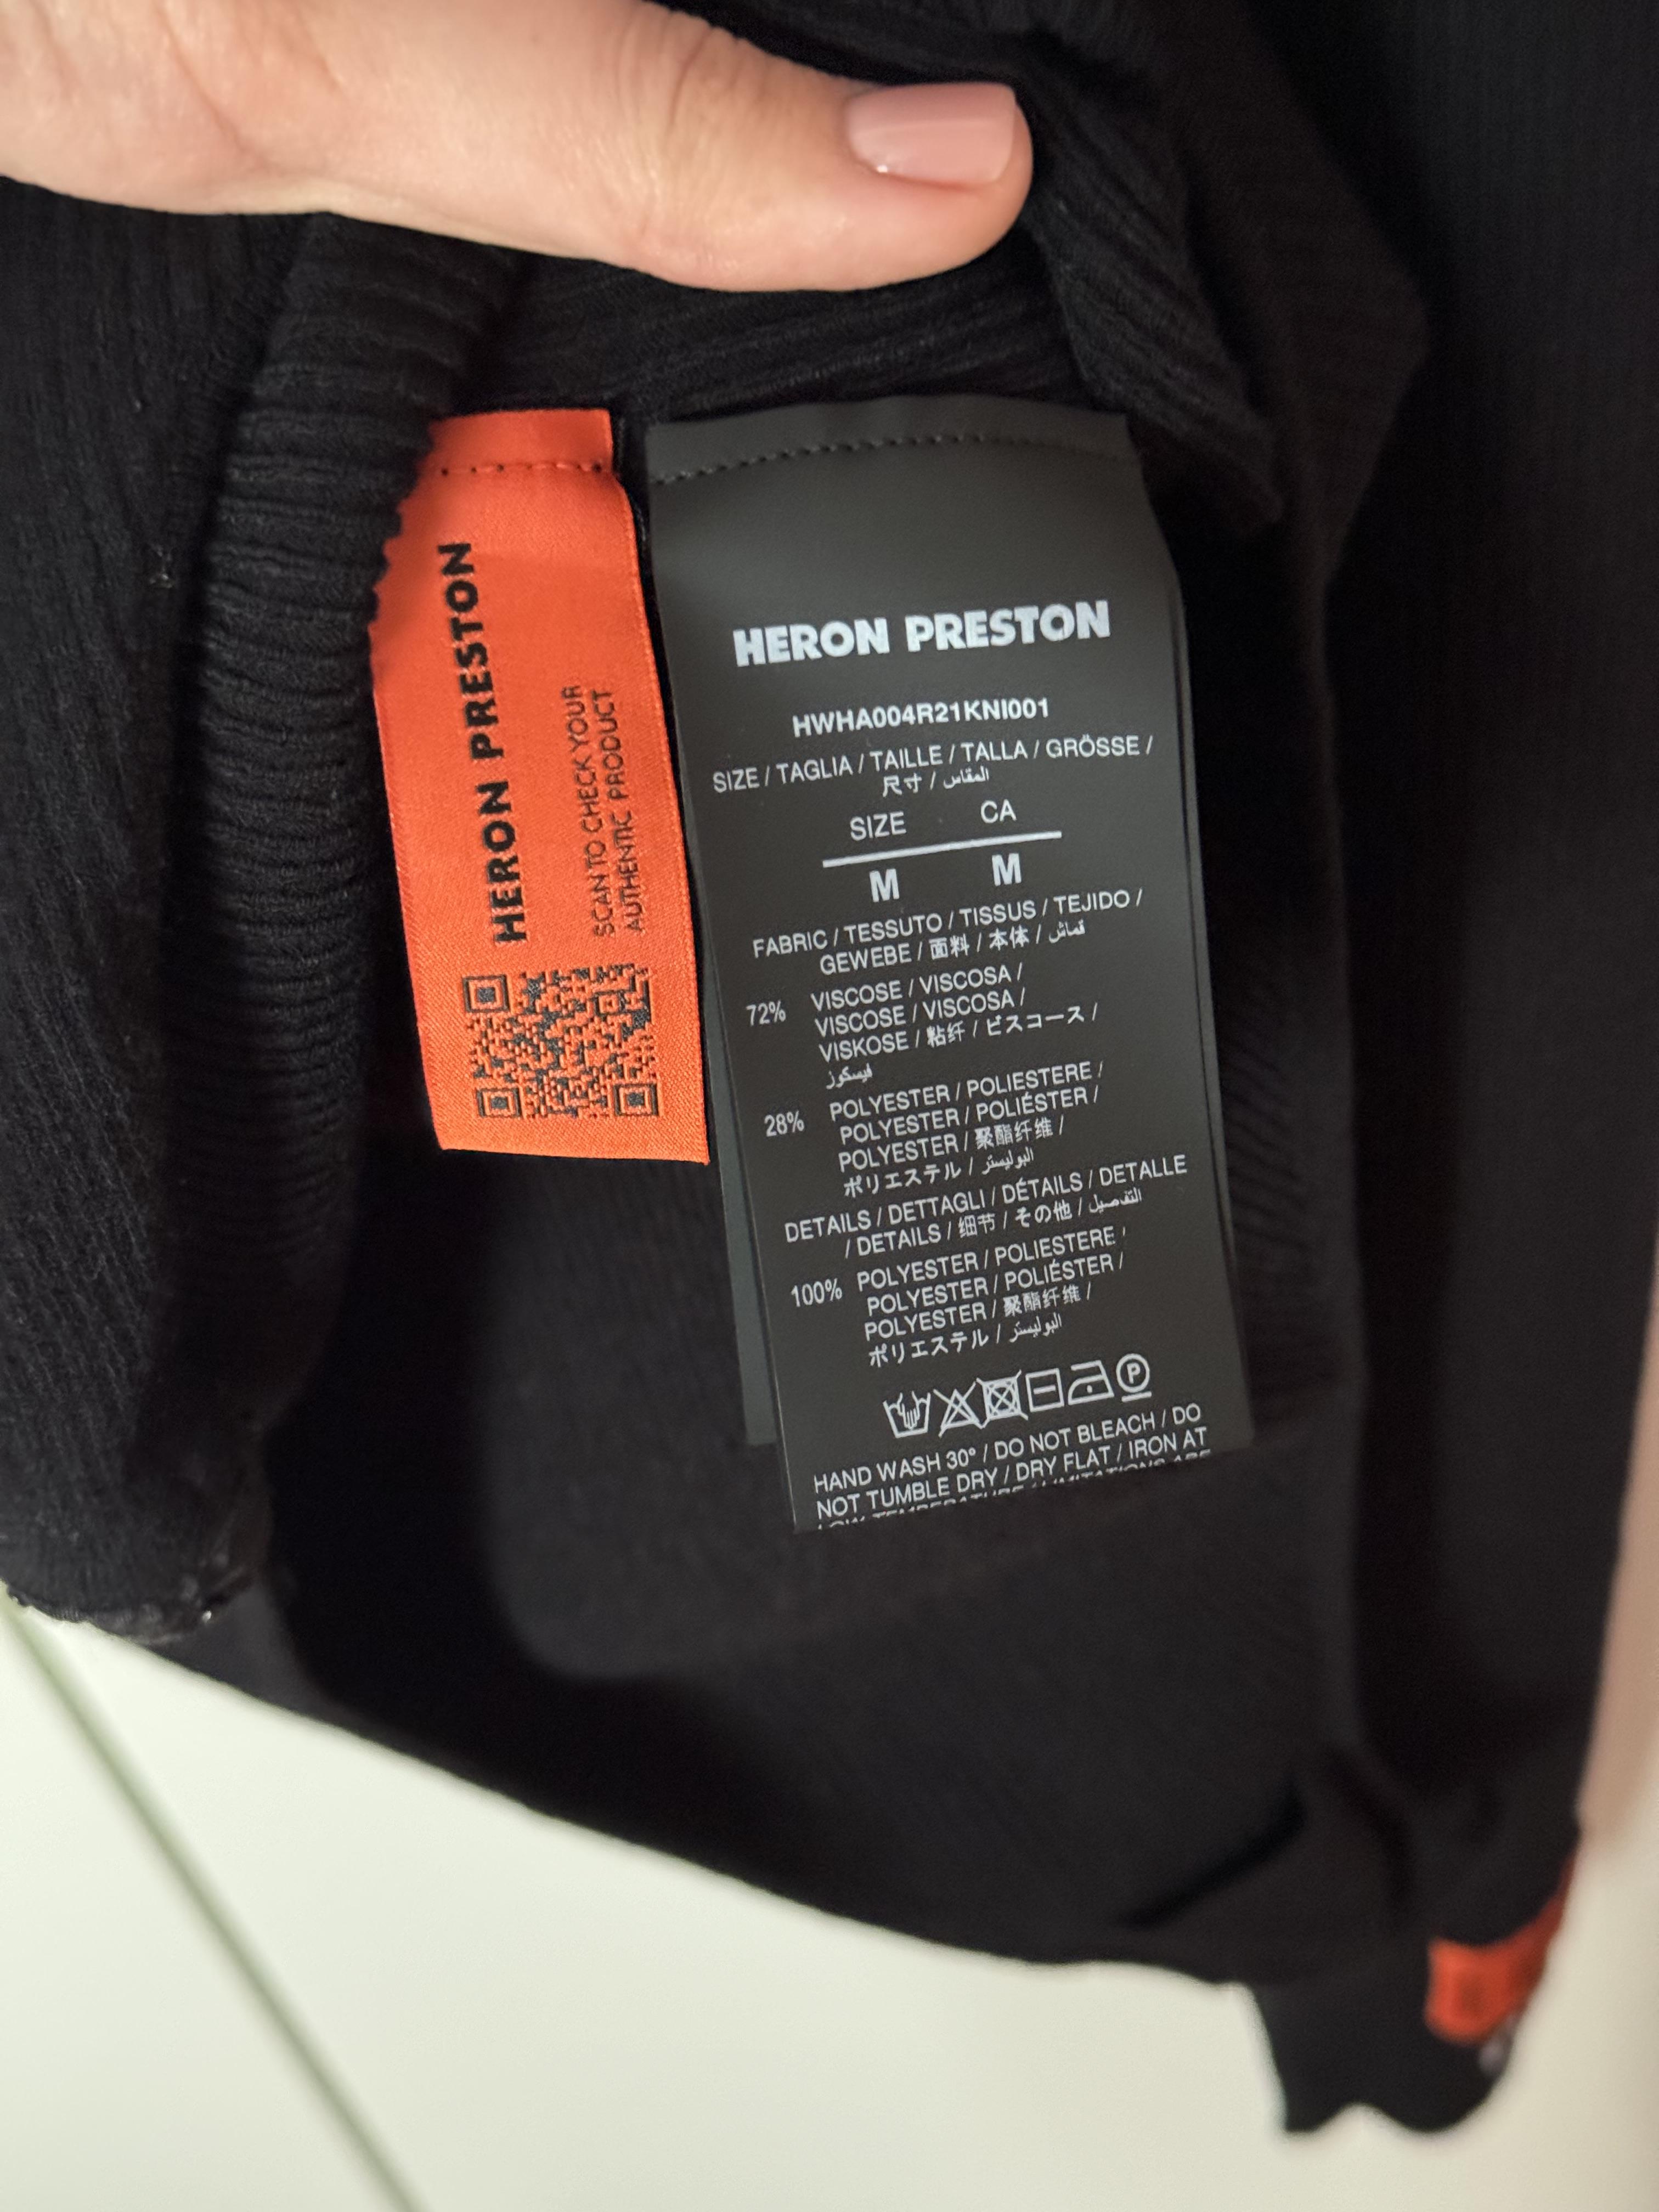 HERON PRESTON
SCAN TO CHECK YOUR
AUTHENTIC PRODUCT
HERON PRESTON
HWHA004R21KNI001
SIZE / TAGLIA / TAILLE / TALLA / GRÖSSE /
尺寸 / المقاس
SIZE CA
M M
FABRIC / TESSUTO / TISSUS / TEJIDO /
GEWEBE / 面料 / 本体 / قماش
72% VISCOSE / VISCOSA /
VISCOSE / VISCOSA /
VISKOSE / 粘纤 / ビスコース /
فيسكوز
28% POLYESTER / POLIESTERE /
POLYESTER / POLIÉSTER /
POLYESTER / 聚酯纤维 /
ポリエステル / البوليستر
DETAILS / DETTAGLI / DÉTAILS / DETALLE
/ DETAILS / 细节 / その他 / التفصيل
100% POLYESTER / POLIESTERE /
POLYESTER / POLIÉSTER /
POLYESTER / 聚酯纤维 /
ポリエステル / البوليستر
P
HAND WASH 30° / DO NOT BLEACH / DO
NOT TUMBLE DRY / DRY FLAT / IRON AT
LOW TEMPERATURE / LIMITATIONS ARE